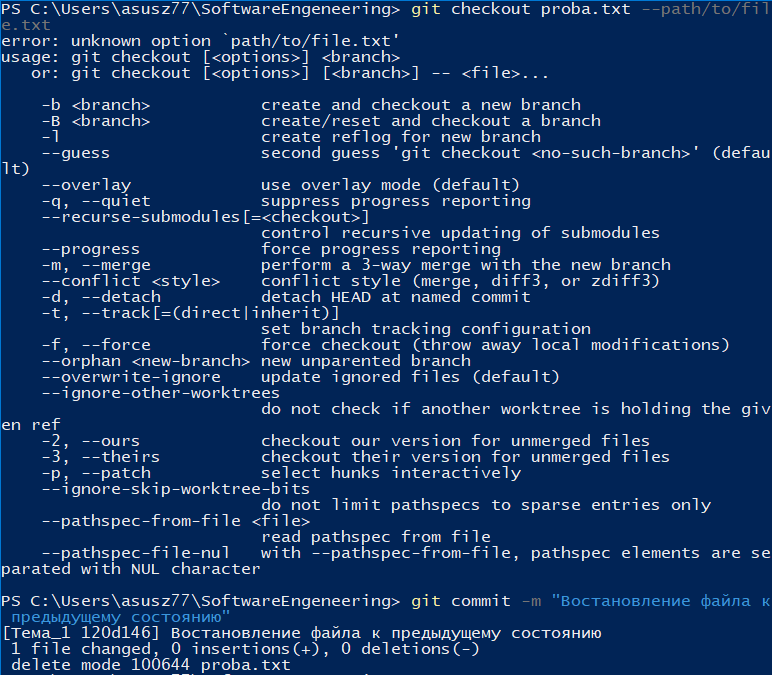 PS C:\Users\asusz77\SoftwareEngeneering> git checkout proba.txt --path/to/fil
e.txt
error: unknown option `path/to/file.txt'
usage: git checkout [<options>] <branch>
   or: git checkout [<options>] [<branch>] -- <file>...

    -b <branch>           create and checkout a new branch
    -B <branch>           create/reset and checkout a branch
    -l                    create reflog for new branch
    --guess               second guess 'git checkout <no-such-branch>' (defau
lt)
    --overlay             use overlay mode (default)
    -q, --quiet           suppress progress reporting
    --recurse-submodules[=<checkout>]
                          control recursive updating of submodules
    --progress            force progress reporting
    -m, --merge           perform a 3-way merge with the new branch
    --conflict <style>    conflict style (merge, diff3, or zdiff3)
    -d, --detach          detach HEAD at named commit
    -t, --track[=(direct|inherit)]
                          set branch tracking configuration
    -f, --force           force checkout (throw away local modifications)
    --orphan <new-branch> new unparented branch
    --overwrite-ignore    update ignored files (default)
    --ignore-other-worktrees
                          do not check if another worktree is holding the giv
en ref
    -2, --ours            checkout our version for unmerged files
    -3, --theirs          checkout their version for unmerged files
    -p, --patch           select hunks interactively
    --ignore-skip-worktree-bits
                          do not limit pathspecs to sparse entries only
    --pathspec-from-file <file>
                          read pathspec from file
    --pathspec-file-nul   with --pathspec-from-file, pathspec elements are se
parated with NUL character

PS C:\Users\asusz77\SoftwareEngeneering> git commit -m "Востановление файла к
 предыдущему состоянию"
[Тема_1 120d146] Востановление файла к предыдущему состоянию
 1 file changed, 0 insertions(+), 0 deletions(-)
 delete mode 100644 proba.txt